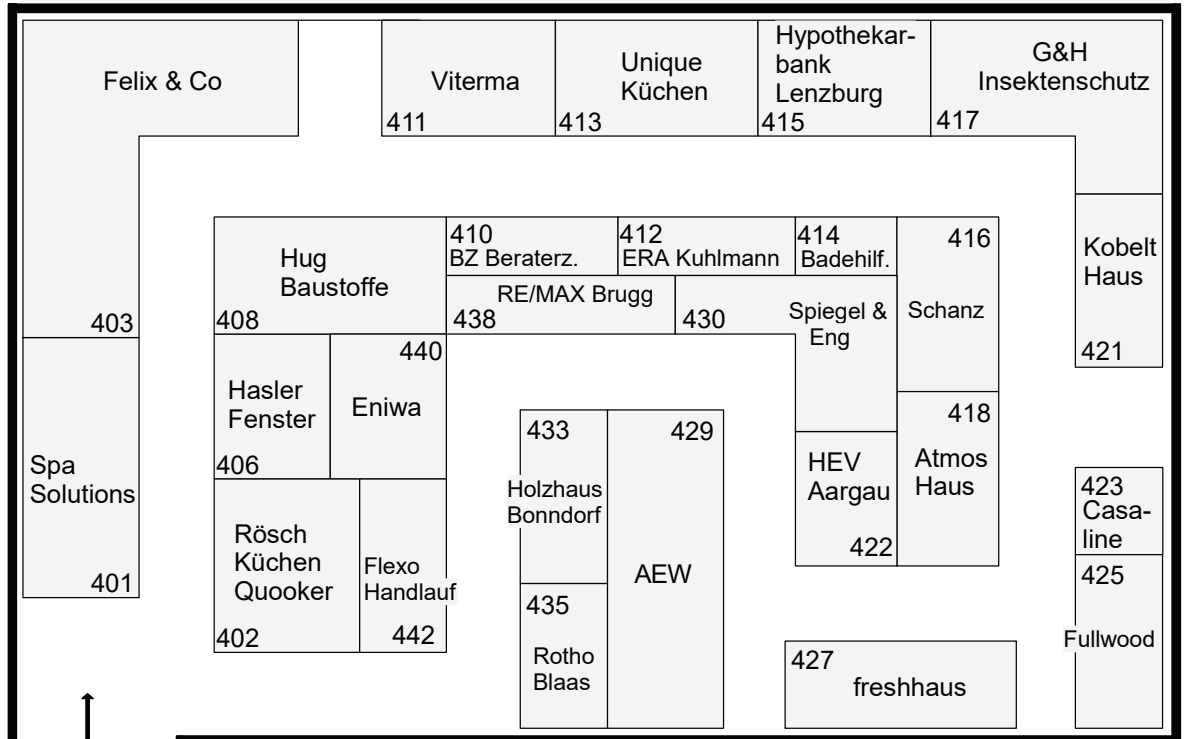 Felix & Co
403
Viterma
411
Unique
Küchen
413
Hypothekar-
bank
Lenzburg
415
G&H
Insektenschutz
417
Hug
Baustoffe
408
410
BZ Beraterz.
412
ERA Kuhlmann
414
Badehilf.
416
Schanz
RE/MAX Brugg
438
430
Spiegel &
Eng
Kobelt
Haus
421
Spa
Solutions
401
Hasler
Fenster
406
440
Eniwa
433
Holzhaus
Bonndorf
429
AEW
HEV
Aargau
422
418
Atmos
Haus
423
Casa-
line
Rösch
Küchen
Quooker
402
Flexo
Handlauf
442
435
Rotho
Blaas
427
freshhaus
425
Fullwood